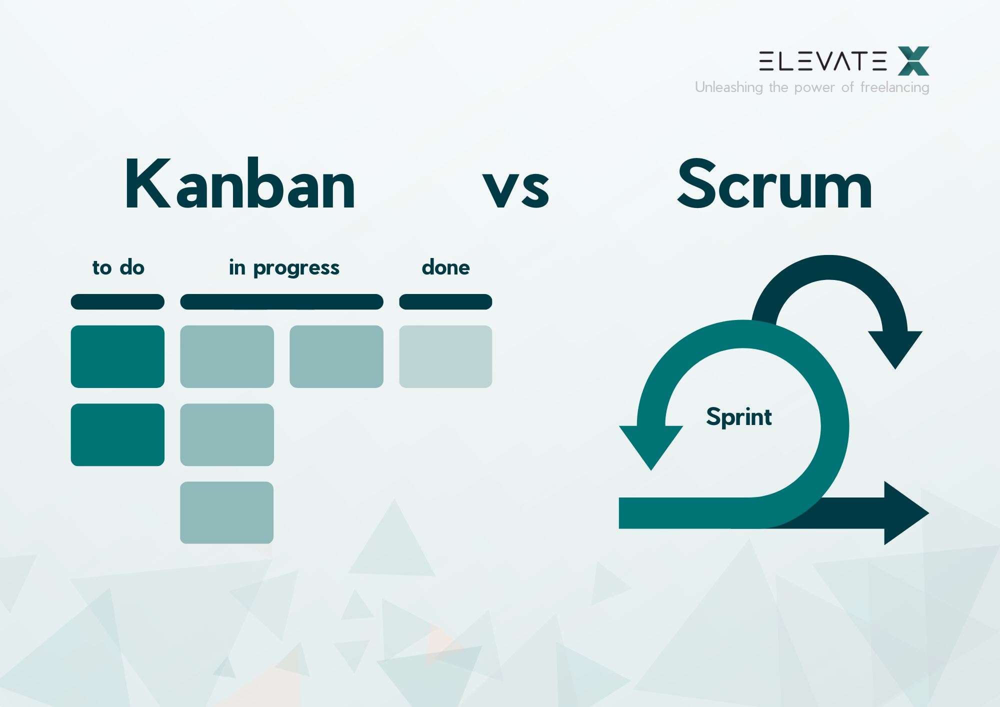 ELEVATE X
Unleashing the power of freelancing
Kanban vs Scrum
to do in progress done
Sprint